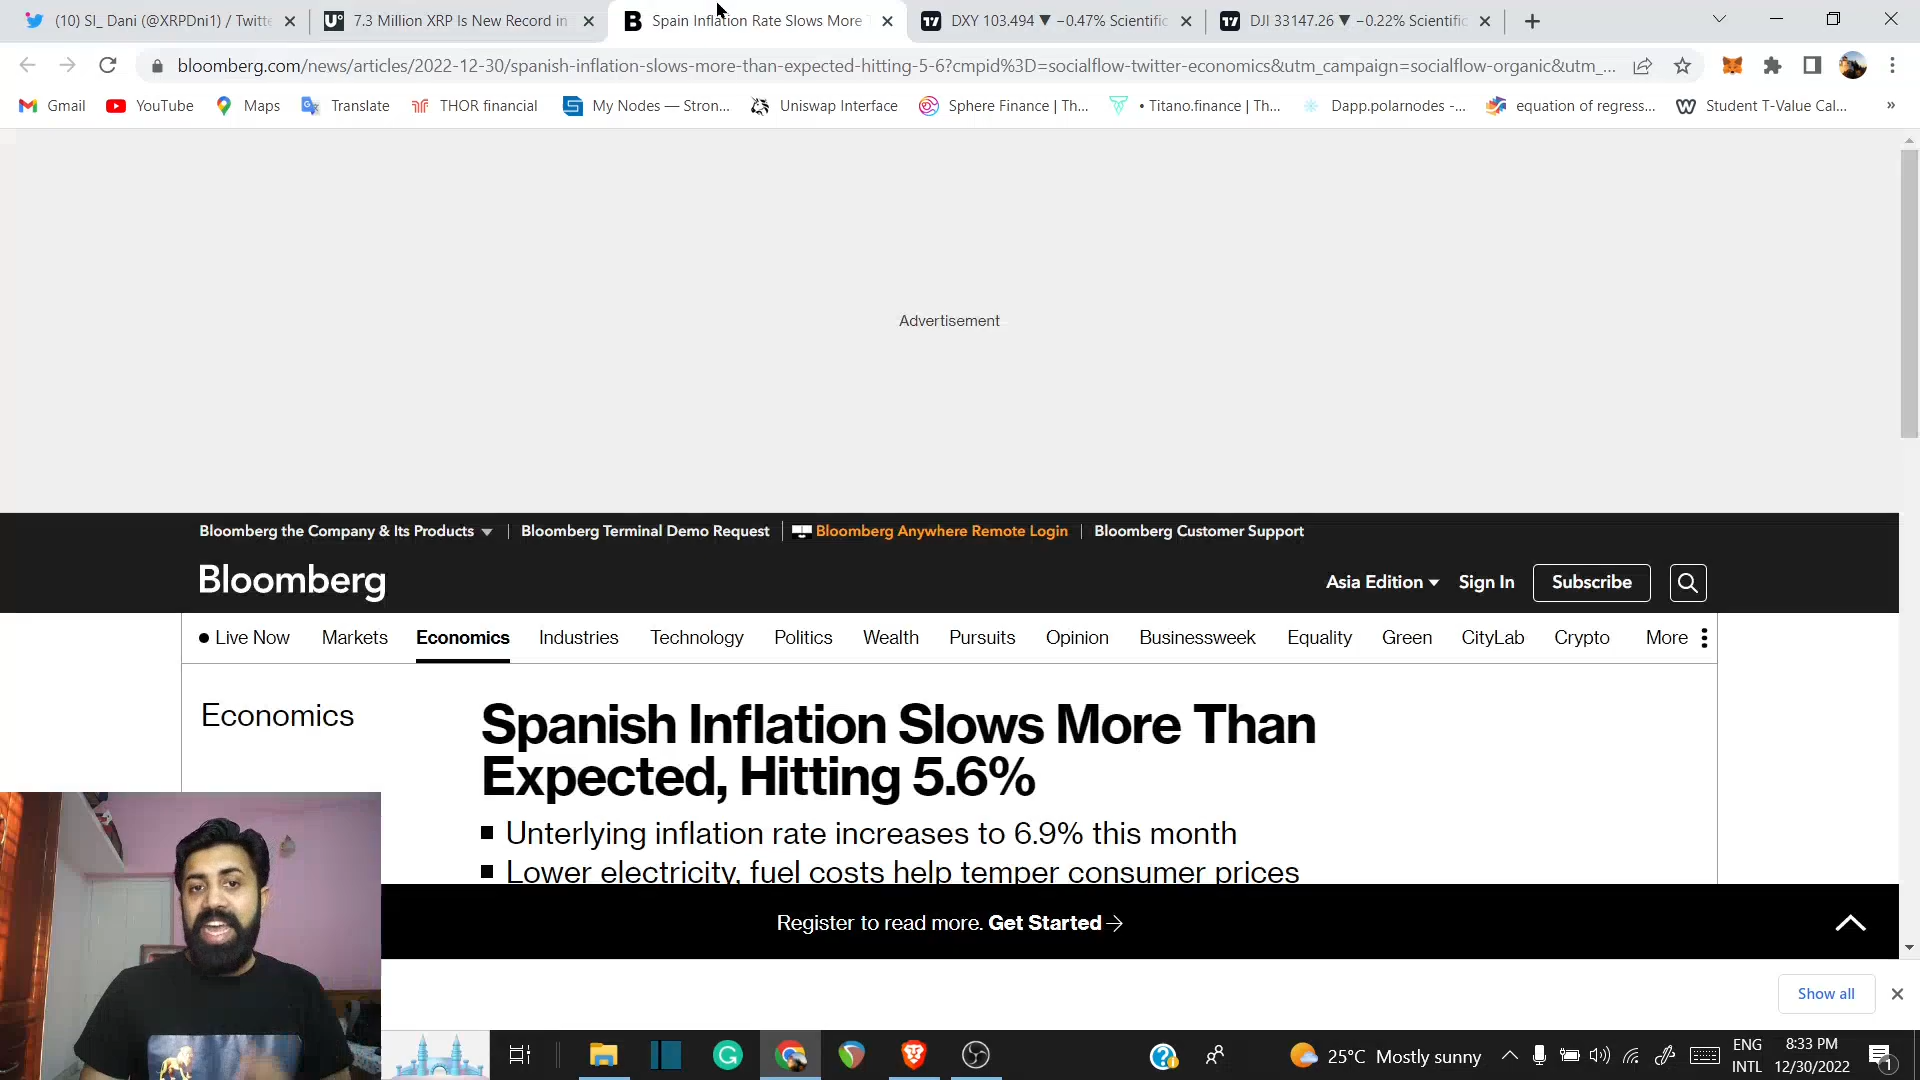 (10) SI_ Dani (@XRPDni1) / Twitte
7.3 Million XRP Is New Record in
Spain Inflation Rate Slows More T
DXY 103.494 ▼ −0.47% Scientific
DJI 33147.26 ▼ −0.22% Scientific
bloomberg.com/news/articles/2022-12-30/spanish-inflation-slows-more-than-expected-hitting-5-6?cmpid%3D=socialflow-twitter-economics&utm_campaign=socialflow-organic&utm_...
Gmail
YouTube
Maps
Translate
THOR financial
My Nodes — Stron...
Uniswap Interface
Sphere Finance | Th...
• Titano.finance | Th...
Dapp.polarnodes -...
equation of regress...
Student T-Value Cal...
»
Advertisement
Bloomberg the Company & Its Products
Bloomberg Terminal Demo Request
Bloomberg Anywhere Remote Login
Bloomberg Customer Support
Bloomberg
Asia Edition
Sign In
Subscribe
Live Now
Markets
Economics
Industries
Technology
Politics
Wealth
Pursuits
Opinion
Businessweek
Equality
Green
CityLab
Crypto
More
Economics
Spanish Inflation Slows More Than
Expected, Hitting 5.6%
Unterlying inflation rate increases to 6.9% this month
Lower electricity, fuel costs help temper consumer prices
Register to read more. Get Started
Show all
25°C Mostly sunny
ENG
INTL
8:33 PM
12/30/2022
1